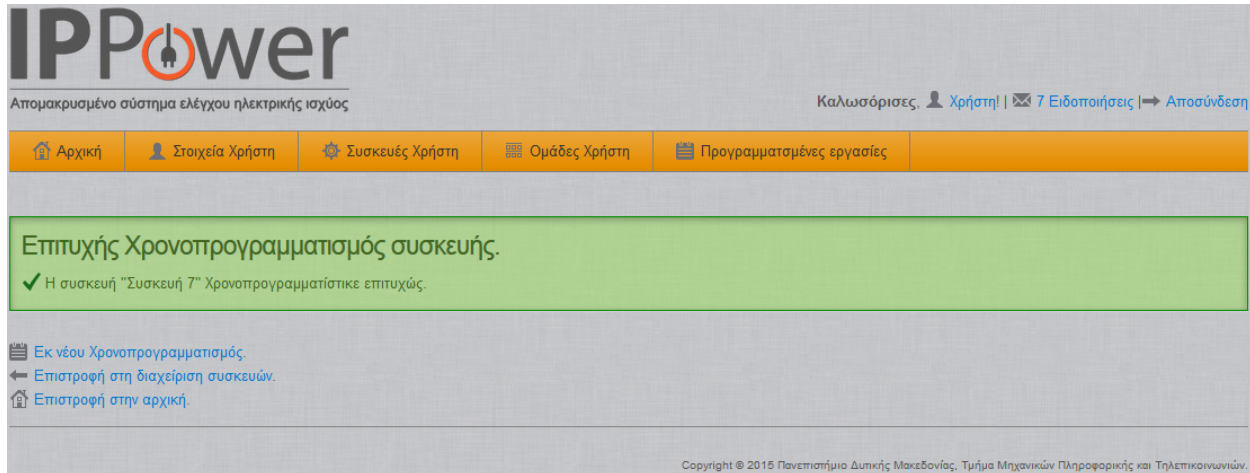 IPPower
Απομακρυσμένο σύστημα ελέγχου ηλεκτρικής ισχύος
Καλωσόρισες, Χρήστη! | 7 Ειδοποιήσεις | Αποσύνδεση
Αρχική Στοιχεία Χρήστη Συσκευές Χρήστη Ομάδες Χρήστη Προγραμματσμένες εργασίες
Επιτυχής Χρονοπρογραμματισμός συσκευής.
Η συσκευή "Συσκευή 7" Χρονοπρογραμματίστικε επιτυχώς.
Εκ νέου Χρονοπρογραμματισμός.
Επιστροφή στη διαχείριση συσκευών.
Επιστροφή στην αρχική.
Copyright © 2015 Πανεπιστήμιο Δυτικής Μακεδονίας, Τμήμα Μηχανικών Πληροφορικής και Τηλεπικοινωνιών.